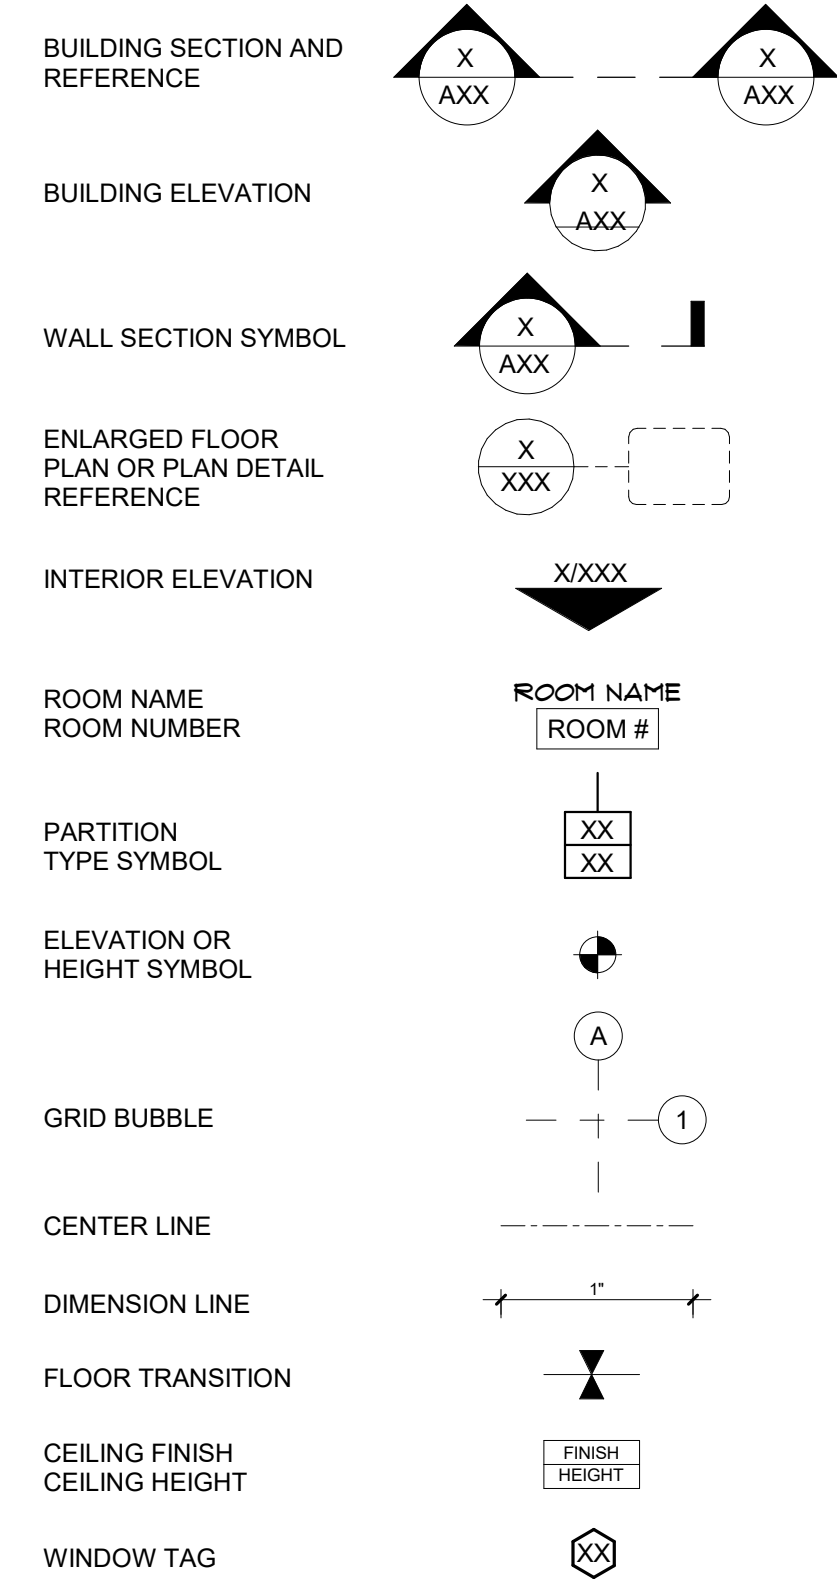 BUILDING SECTION AND
REFERENCE
X
AXX
X
AXX
BUILDING ELEVATION
X
AXX
WALL SECTION SYMBOL
X
AXX
ENLARGED FLOOR
PLAN OR PLAN DETAIL
REFERENCE
X
XXX
INTERIOR ELEVATION
X/XXX
ROOM NAME
ROOM NUMBER
ROOM NAME
ROOM #
PARTITION
TYPE SYMBOL
XX
XX
ELEVATION OR
HEIGHT SYMBOL
A
GRID BUBBLE
1
CENTER LINE
DIMENSION LINE
1"
FLOOR TRANSITION
CEILING FINISH
CEILING HEIGHT
FINISH
HEIGHT
WINDOW TAG
XX